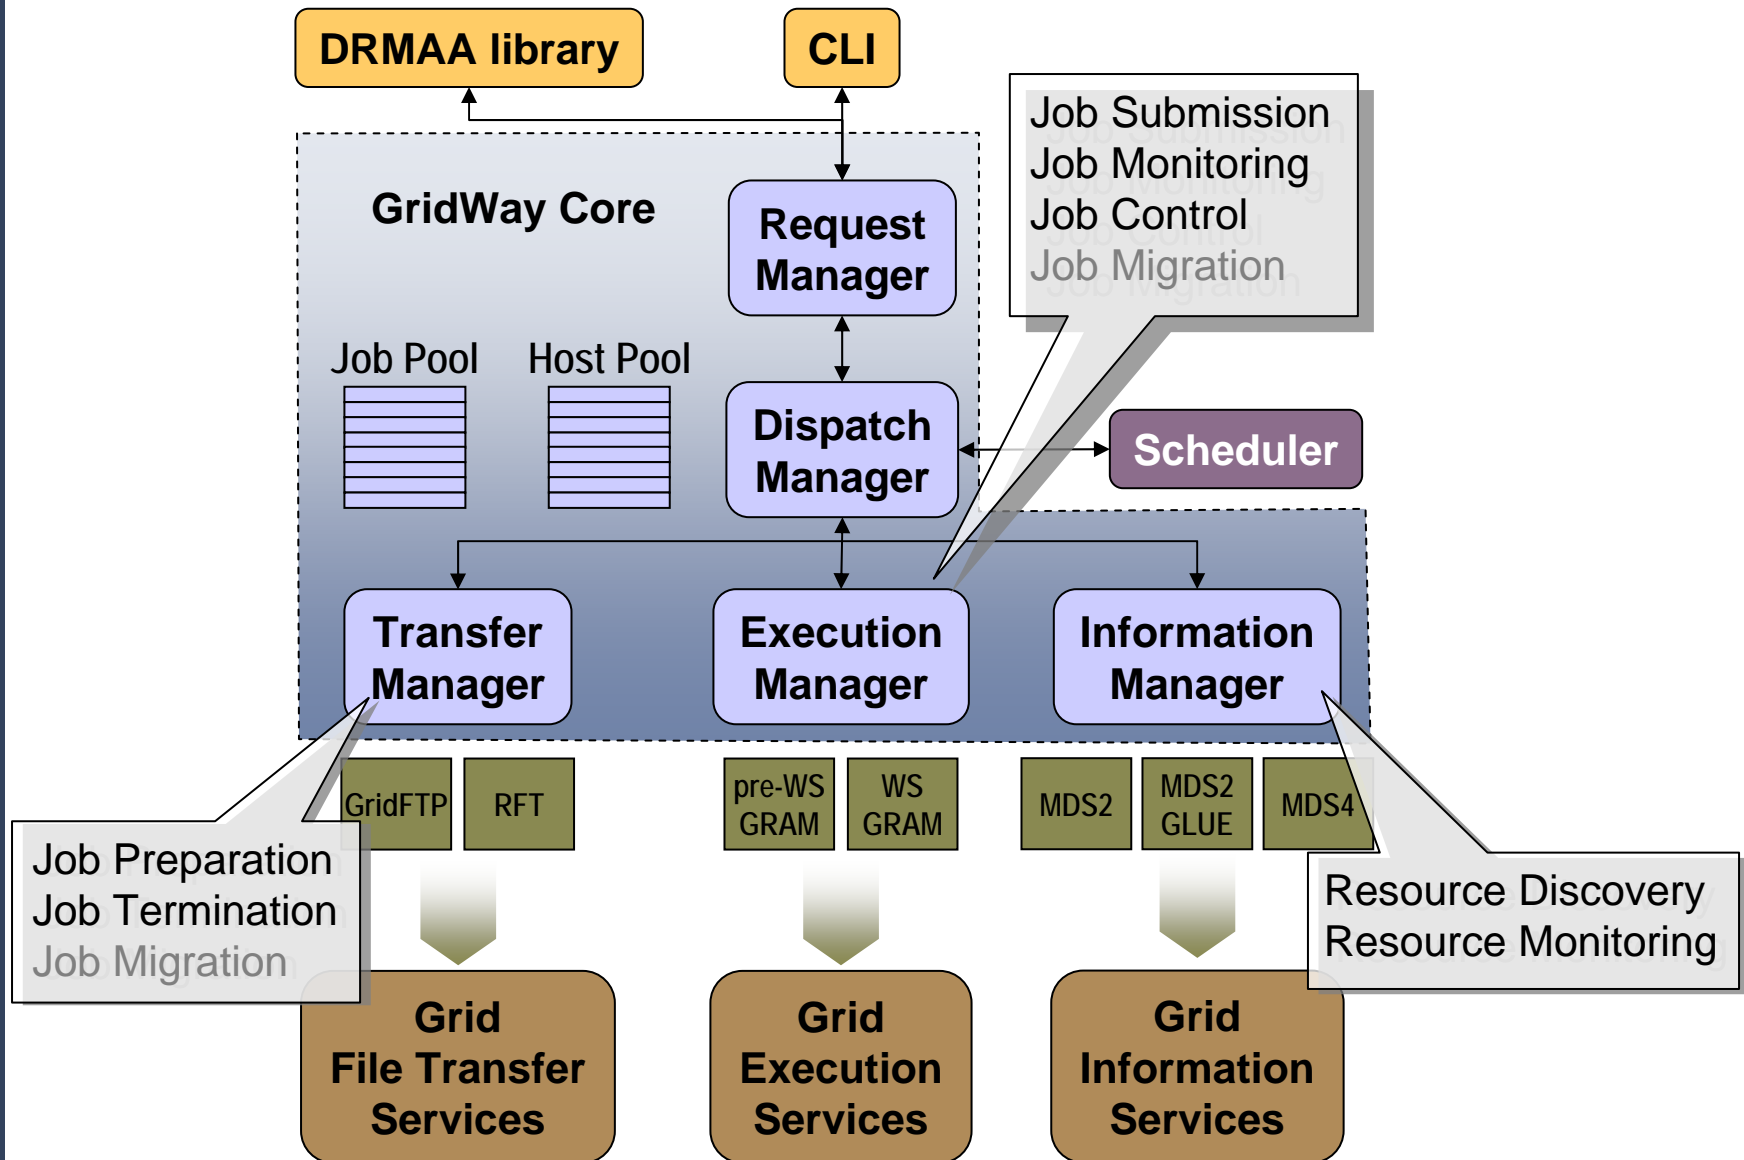 DRMAA library
CLI
Job Submission
Job Monitoring
Job Control
Job Migration
GridWay Core
Request
Manager
Job Pool
Host Pool
Dispatch
Manager
Scheduler
Transfer
Manager
Execution
Manager
Information
Manager
GridFTP
RFT
pre-WS
GRAM
WS
GRAM
MDS2
MDS2
GLUE
MDS4
Job Preparation
Job Termination
Job Migration
Resource Discovery
Resource Monitoring
Grid
File Transfer
Services
Grid
Execution
Services
Grid
Information
Services